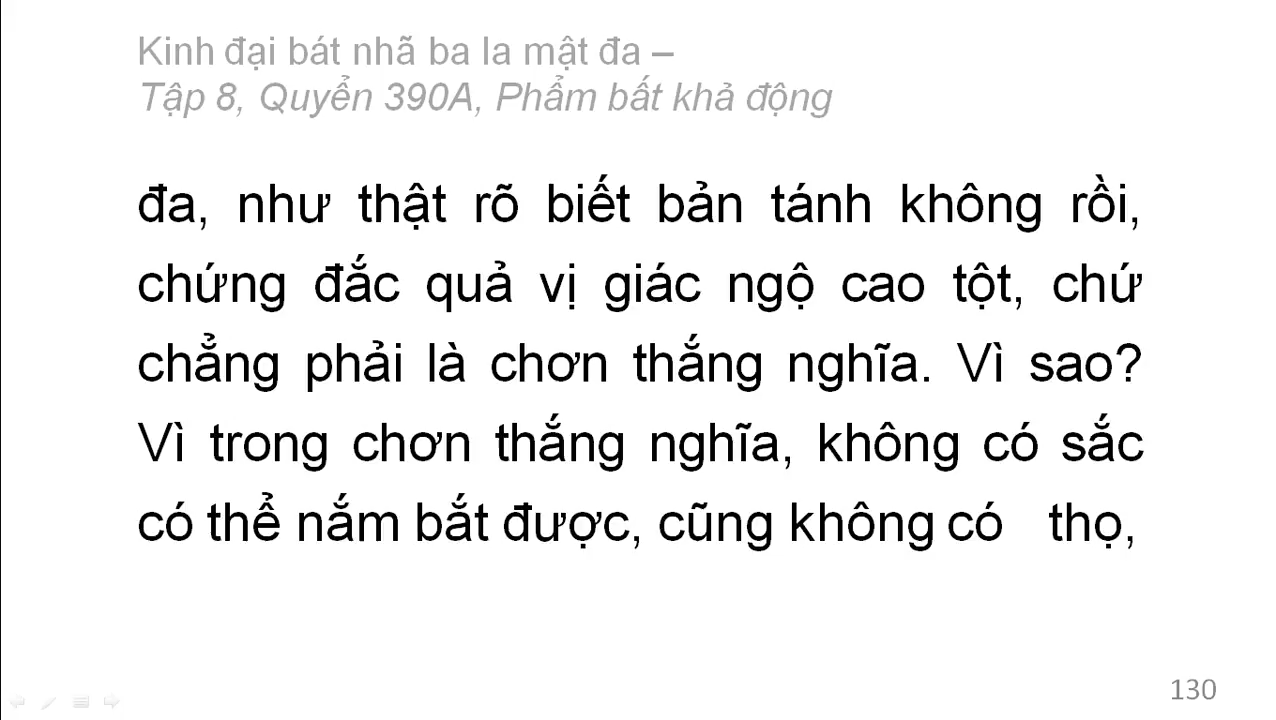 Kinh đại bát nhã ba la mật đa –
Tập 8, Quyển 390A, Phẩm bất khả động
đa, như thật rõ biết bản tánh không rồi,
chứng đắc quả vị giác ngộ cao tột, chứ
chẳng phải là chơn thắng nghĩa. Vì sao?
Vì trong chơn thắng nghĩa, không có sắc
có thể nắm bắt được, cũng không có thọ,
130